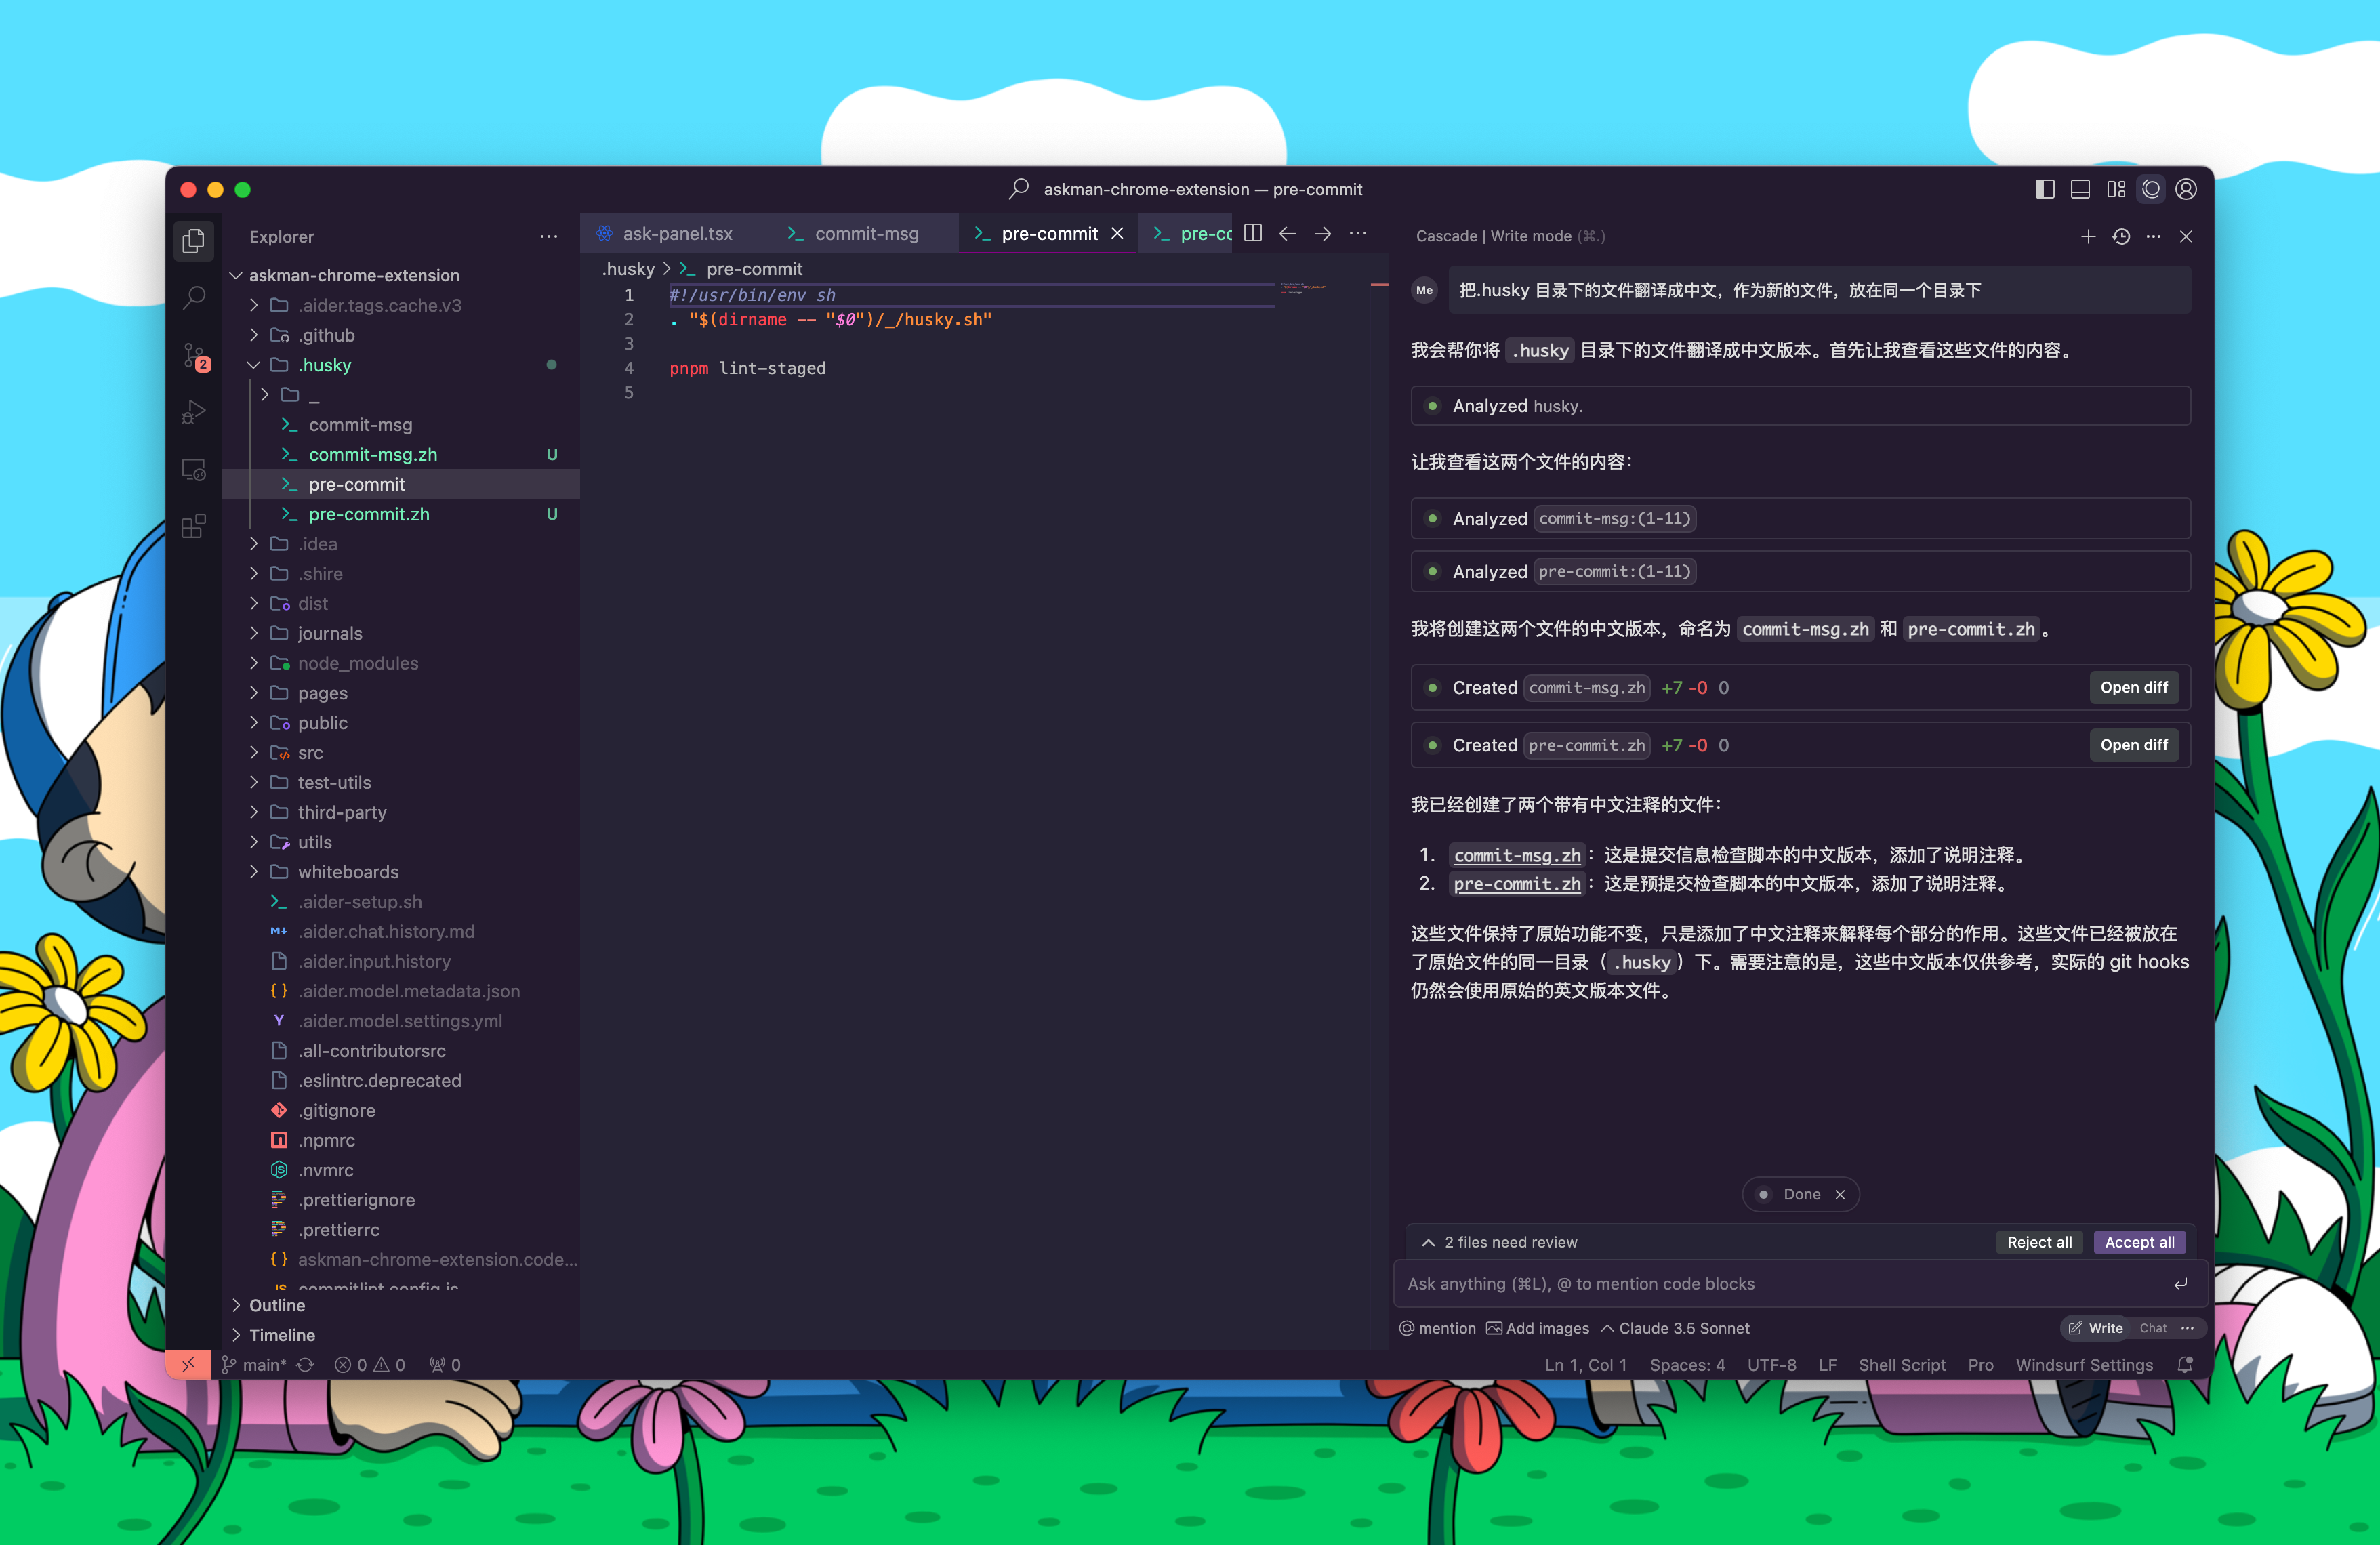 askman-chrome-extension — pre-commit
Explorer
askman-chrome-extension
.aider.tags.cache.v3
.github
.husky
_
commit-msg
commit-msg.zh U
pre-commit
pre-commit.zh U
.idea
.shire
dist
journals
node_modules
pages
public
src
test-utils
third-party
utils
whiteboards
.aider-setup.sh
.aider.chat.history.md
.aider.input.history
.aider.model.metadata.json
.aider.model.settings.yml
.all-contributorsrc
.eslintrc.deprecated
.gitignore
.npmrc
.nvmrc
.prettierignore
.prettierrc
askman-chrome-extension.code...
commitlint.config.js
Outline
Timeline
2
ask-panel.tsx commit-msg pre-commit pre-co
.husky > pre-commit
1 #!/usr/bin/env sh
2 . "$(dirname -- "$0")/_/husky.sh"
3
4 pnpm lint-staged
5
Cascade | Write mode (⌘.)
Me 把.husky 目录下的文件翻译成中文，作为新的文件，放在同一个目录下
我会帮你将 .husky 目录下的文件翻译成中文版本。首先让我查看这些文件的内容。
Analyzed husky.
让我查看这两个文件的内容：
Analyzed commit-msg:(1-11)
Analyzed pre-commit:(1-11)
我将创建这两个文件的中文版本，命名为 commit-msg.zh 和 pre-commit.zh 。
Created commit-msg.zh +7 -0 0 Open diff
Created pre-commit.zh +7 -0 0 Open diff
我已经创建了两个带有中文注释的文件：
1. commit-msg.zh ：这是提交信息检查脚本的中文版本，添加了说明注释。
2. pre-commit.zh ：这是预提交检查脚本的中文版本，添加了说明注释。
这些文件保持了原始功能不变，只是添加了中文注释来解释每个部分的作用。这些文件已经被放在
了原始文件的同一目录（ .husky ）下。需要注意的是，这些中文版本仅供参考，实际的 git hooks
仍然会使用原始的英文版本文件。
Done
2 files need review Reject all Accept all
Ask anything (⌘L), @ to mention code blocks
mention Add images Claude 3.5 Sonnet Write Chat
main* 0 0 0 Ln 1, Col 1 Spaces: 4 UTF-8 LF Shell Script Pro Windsurf Settings